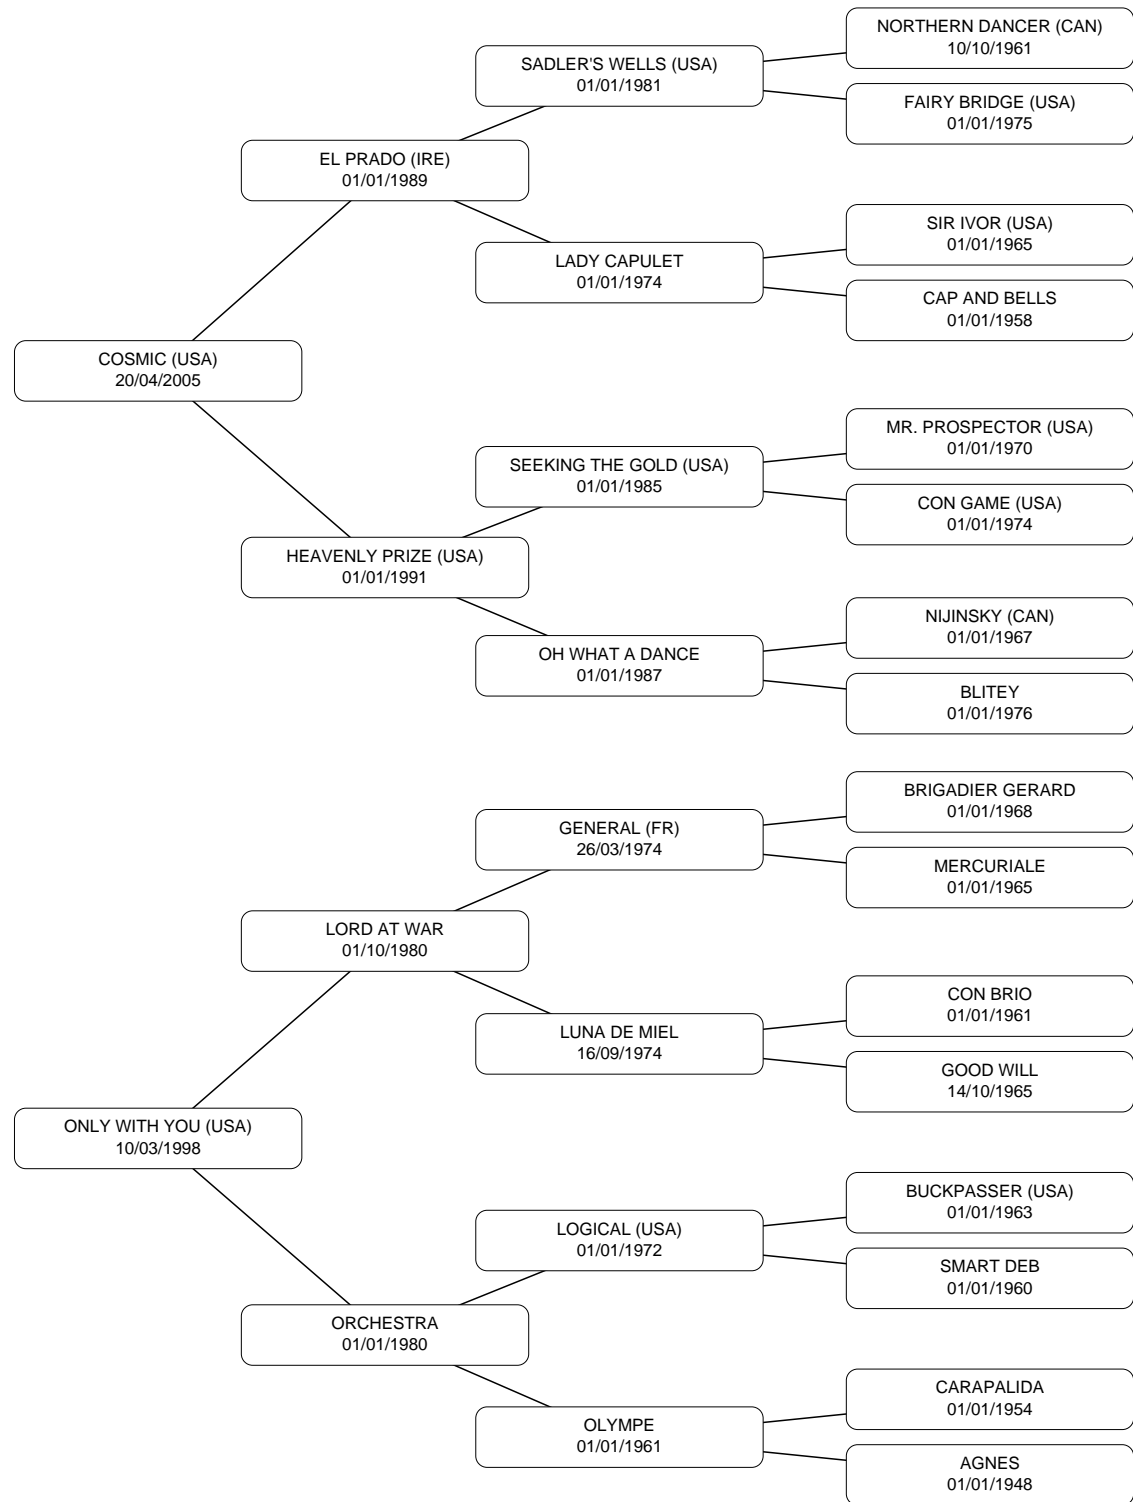 NORTHERN DANCER (CAN)
10/10/1961
SADLER'S WELLS (USA)
01/01/1981
FAIRY BRIDGE (USA)
01/01/1975
EL PRADO (IRE)
01/01/1989
SIR IVOR (USA)
01/01/1965
LADY CAPULET
01/01/1974
CAP AND BELLS
01/01/1958
COSMIC (USA)
20/04/2005
MR. PROSPECTOR (USA)
01/01/1970
SEEKING THE GOLD (USA)
01/01/1985
CON GAME (USA)
01/01/1974
HEAVENLY PRIZE (USA)
01/01/1991
NIJINSKY (CAN)
01/01/1967
OH WHAT A DANCE
01/01/1987
BLITEY
01/01/1976
BRIGADIER GERARD
01/01/1968
GENERAL (FR)
26/03/1974
MERCURIALE
01/01/1965
LORD AT WAR
01/10/1980
CON BRIO
01/01/1961
LUNA DE MIEL
16/09/1974
GOOD WILL
14/10/1965
ONLY WITH YOU (USA)
10/03/1998
BUCKPASSER (USA)
01/01/1963
LOGICAL (USA)
01/01/1972
SMART DEB
01/01/1960
ORCHESTRA
01/01/1980
CARAPALIDA
01/01/1954
OLYMPE
01/01/1961
AGNES
01/01/1948